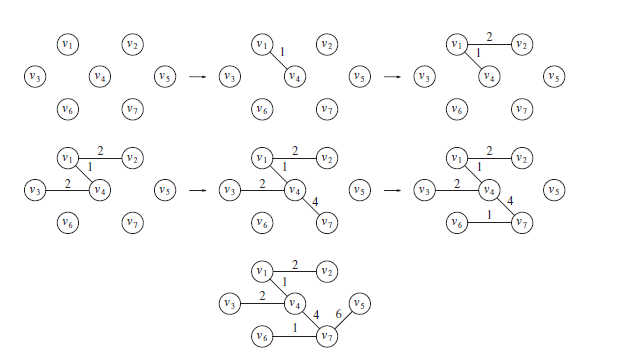 v1 v2 v1 v2 v1 2 v2
1 1
v3 v4 v5 v3 v4 v5 v3 v4 v5
v6 v7 v6 v7 v6 v7
v1 2 v2 v1 2 v2 v1 2 v2
1 1 1
v3 2 v4 v5 v3 2 v4 v5 v3 2 v4 v5
4 4
v6 v7 v6 v7 v6 1 v7
v1 2 v2
1
v3 2 v4 v5
4 6
v6 1 v7